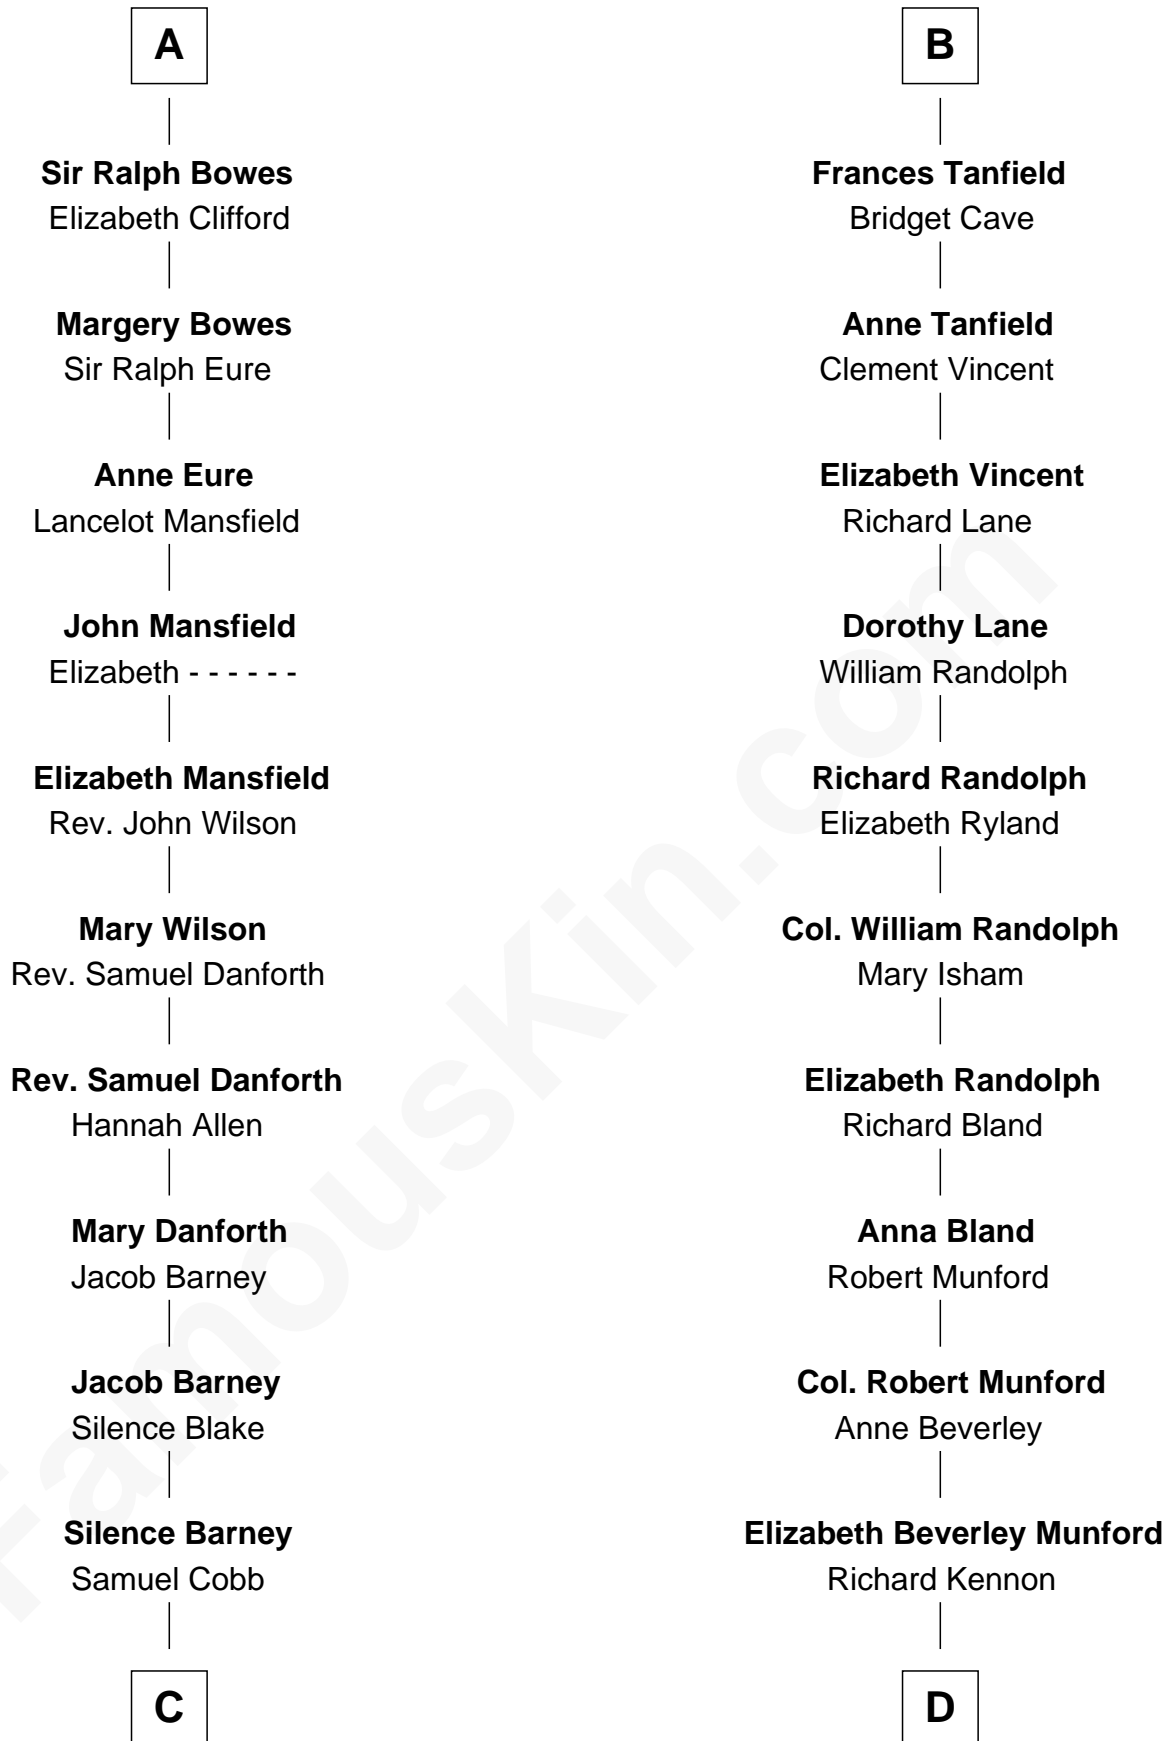 A
Sir Ralph Bowes
Elizabeth Clifford
Margery Bowes
Sir Ralph Eure
Anne Eure
Lancelot Mansfield
John Mansfield
Elizabeth - - - - - -
Elizabeth Mansfield
Rev. John Wilson
Mary Wilson
Rev. Samuel Danforth
Rev. Samuel Danforth
Hannah Allen
Mary Danforth
Jacob Barney
Jacob Barney
Silence Blake
Silence Barney
Samuel Cobb
C
B
Frances Tanfield
Bridget Cave
Anne Tanfield
Clement Vincent
Elizabeth Vincent
Richard Lane
Dorothy Lane
William Randolph
Richard Randolph
Elizabeth Ryland
Col. William Randolph
Mary Isham
Elizabeth Randolph
Richard Bland
Anna Bland
Robert Munford
Col. Robert Munford
Anne Beverley
Elizabeth Beverley Munford
Richard Kennon
D
FamousKin.com